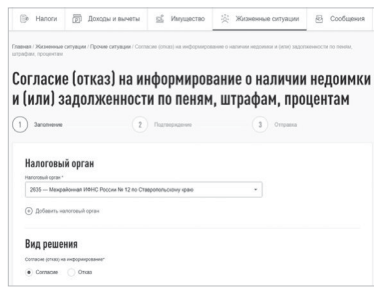 Налоги Доходы и вычеты Имущество Жизненные ситуации Сообщения
Главная / Жизненные ситуации / Прочие ситуации / Согласие (отказ) на информирование о наличии недоимки и (или) задолженности по пеням,
штрафам, процентам
Согласие (отказ) на информирование о наличии недоимки
и (или) задолженности по пеням, штрафам, процентам
1 Заполнение 2 Подтверждение 3 Отправка
Налоговый орган
Налоговый орган *
2635 — Межрайонная ИФНС России № 12 по Ставропольскому краю
Добавить налоговый орган
Вид решения
Согласие (отказ) на информирование*
Согласие Отказ